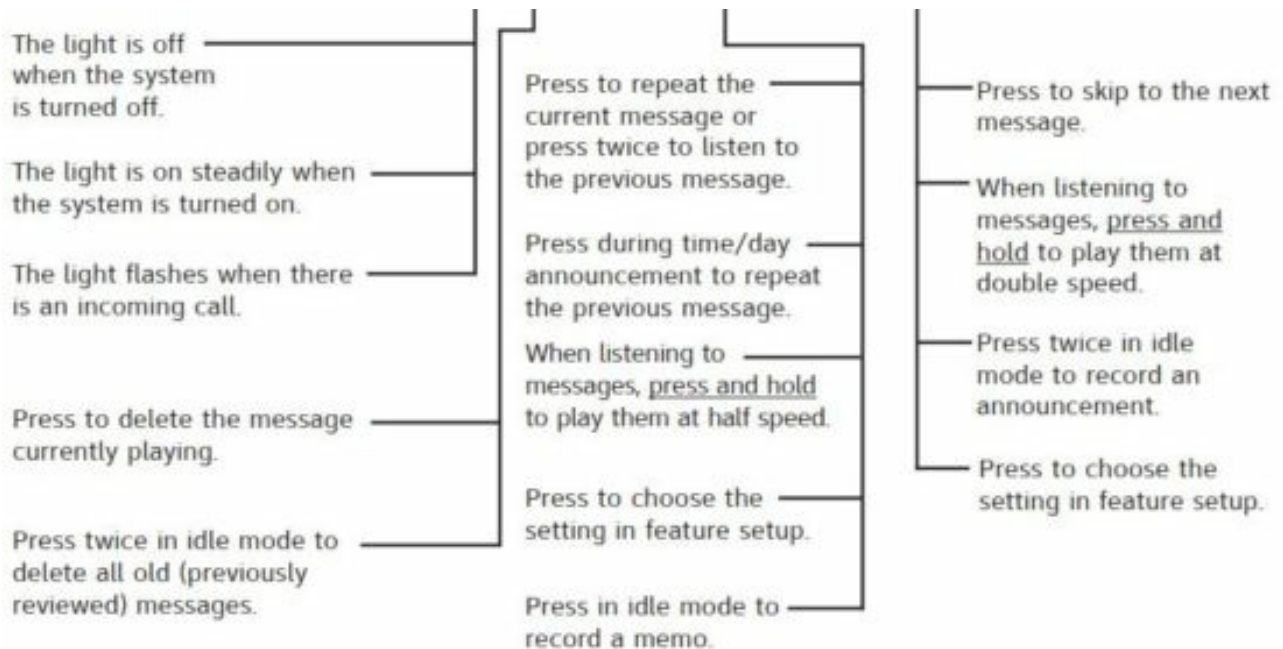 The light is off
when the system
is turned off.
The light is on steadily when
the system is turned on.
The light flashes when there
is an incoming call.
Press to delete the message
currently playing.
Press twice in idle mode to
delete all old (previously
reviewed) messages.
Press to repeat the
current message or
press twice to listen to
the previous message.
Press during time/day
announcement to repeat
the previous message.
When listening to
messages, press and hold
to play them at half speed.
Press to choose the
setting in feature setup.
Press in idle mode to
record a memo.
Press to skip to the next
message.
When listening to
messages, press and
hold to play them at
double speed.
Press twice in idle
mode to record an
announcement.
Press to choose the
setting in feature setup.